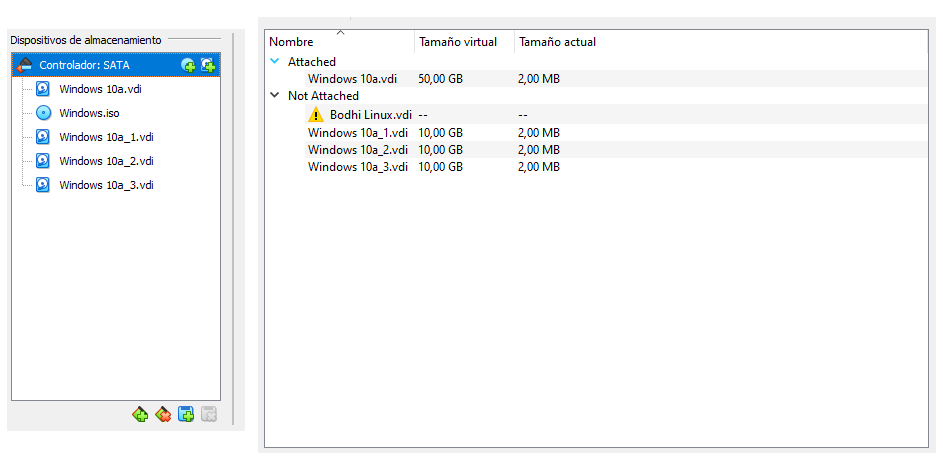 Dispositivos de almacenamiento
Controlador: SATA
Windows 10a.vdi
Windows.iso
Windows 10a_1.vdi
Windows 10a_2.vdi
Windows 10a_3.vdi
Nombre Tamaño virtual Tamaño actual
Attached
Windows 10a.vdi 50,00 GB 2,00 MB
Not Attached
Bodhi Linux.vdi -- --
Windows 10a_1.vdi 10,00 GB 2,00 MB
Windows 10a_2.vdi 10,00 GB 2,00 MB
Windows 10a_3.vdi 10,00 GB 2,00 MB